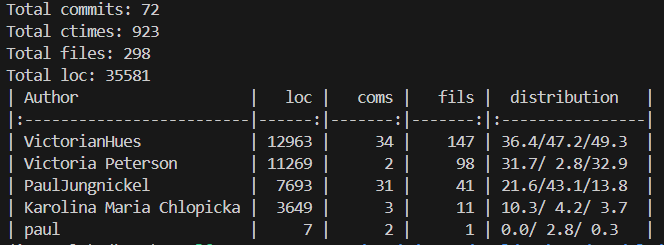 Total commits: 72
Total ctimes: 923
Total files: 298
Total loc: 35581
| Author                    |   loc |   coms |   fils |  distribution   |
|:--------------------------|------:|-------:|-------:|:----------------|
| VictorianHues             | 12963 |     34 |    147 | 36.4/47.2/49.3  |
| Victoria Peterson         | 11269 |      2 |     98 | 31.7/ 2.8/32.9  |
| PaulJungnickel            |  7693 |     31 |     41 | 21.6/43.1/13.8  |
| Karolina Maria Chlopicka  |  3649 |      3 |     11 | 10.3/ 4.2/ 3.7  |
| paul                      |     7 |      2 |      1 | 0.0/ 2.8/ 0.3   |